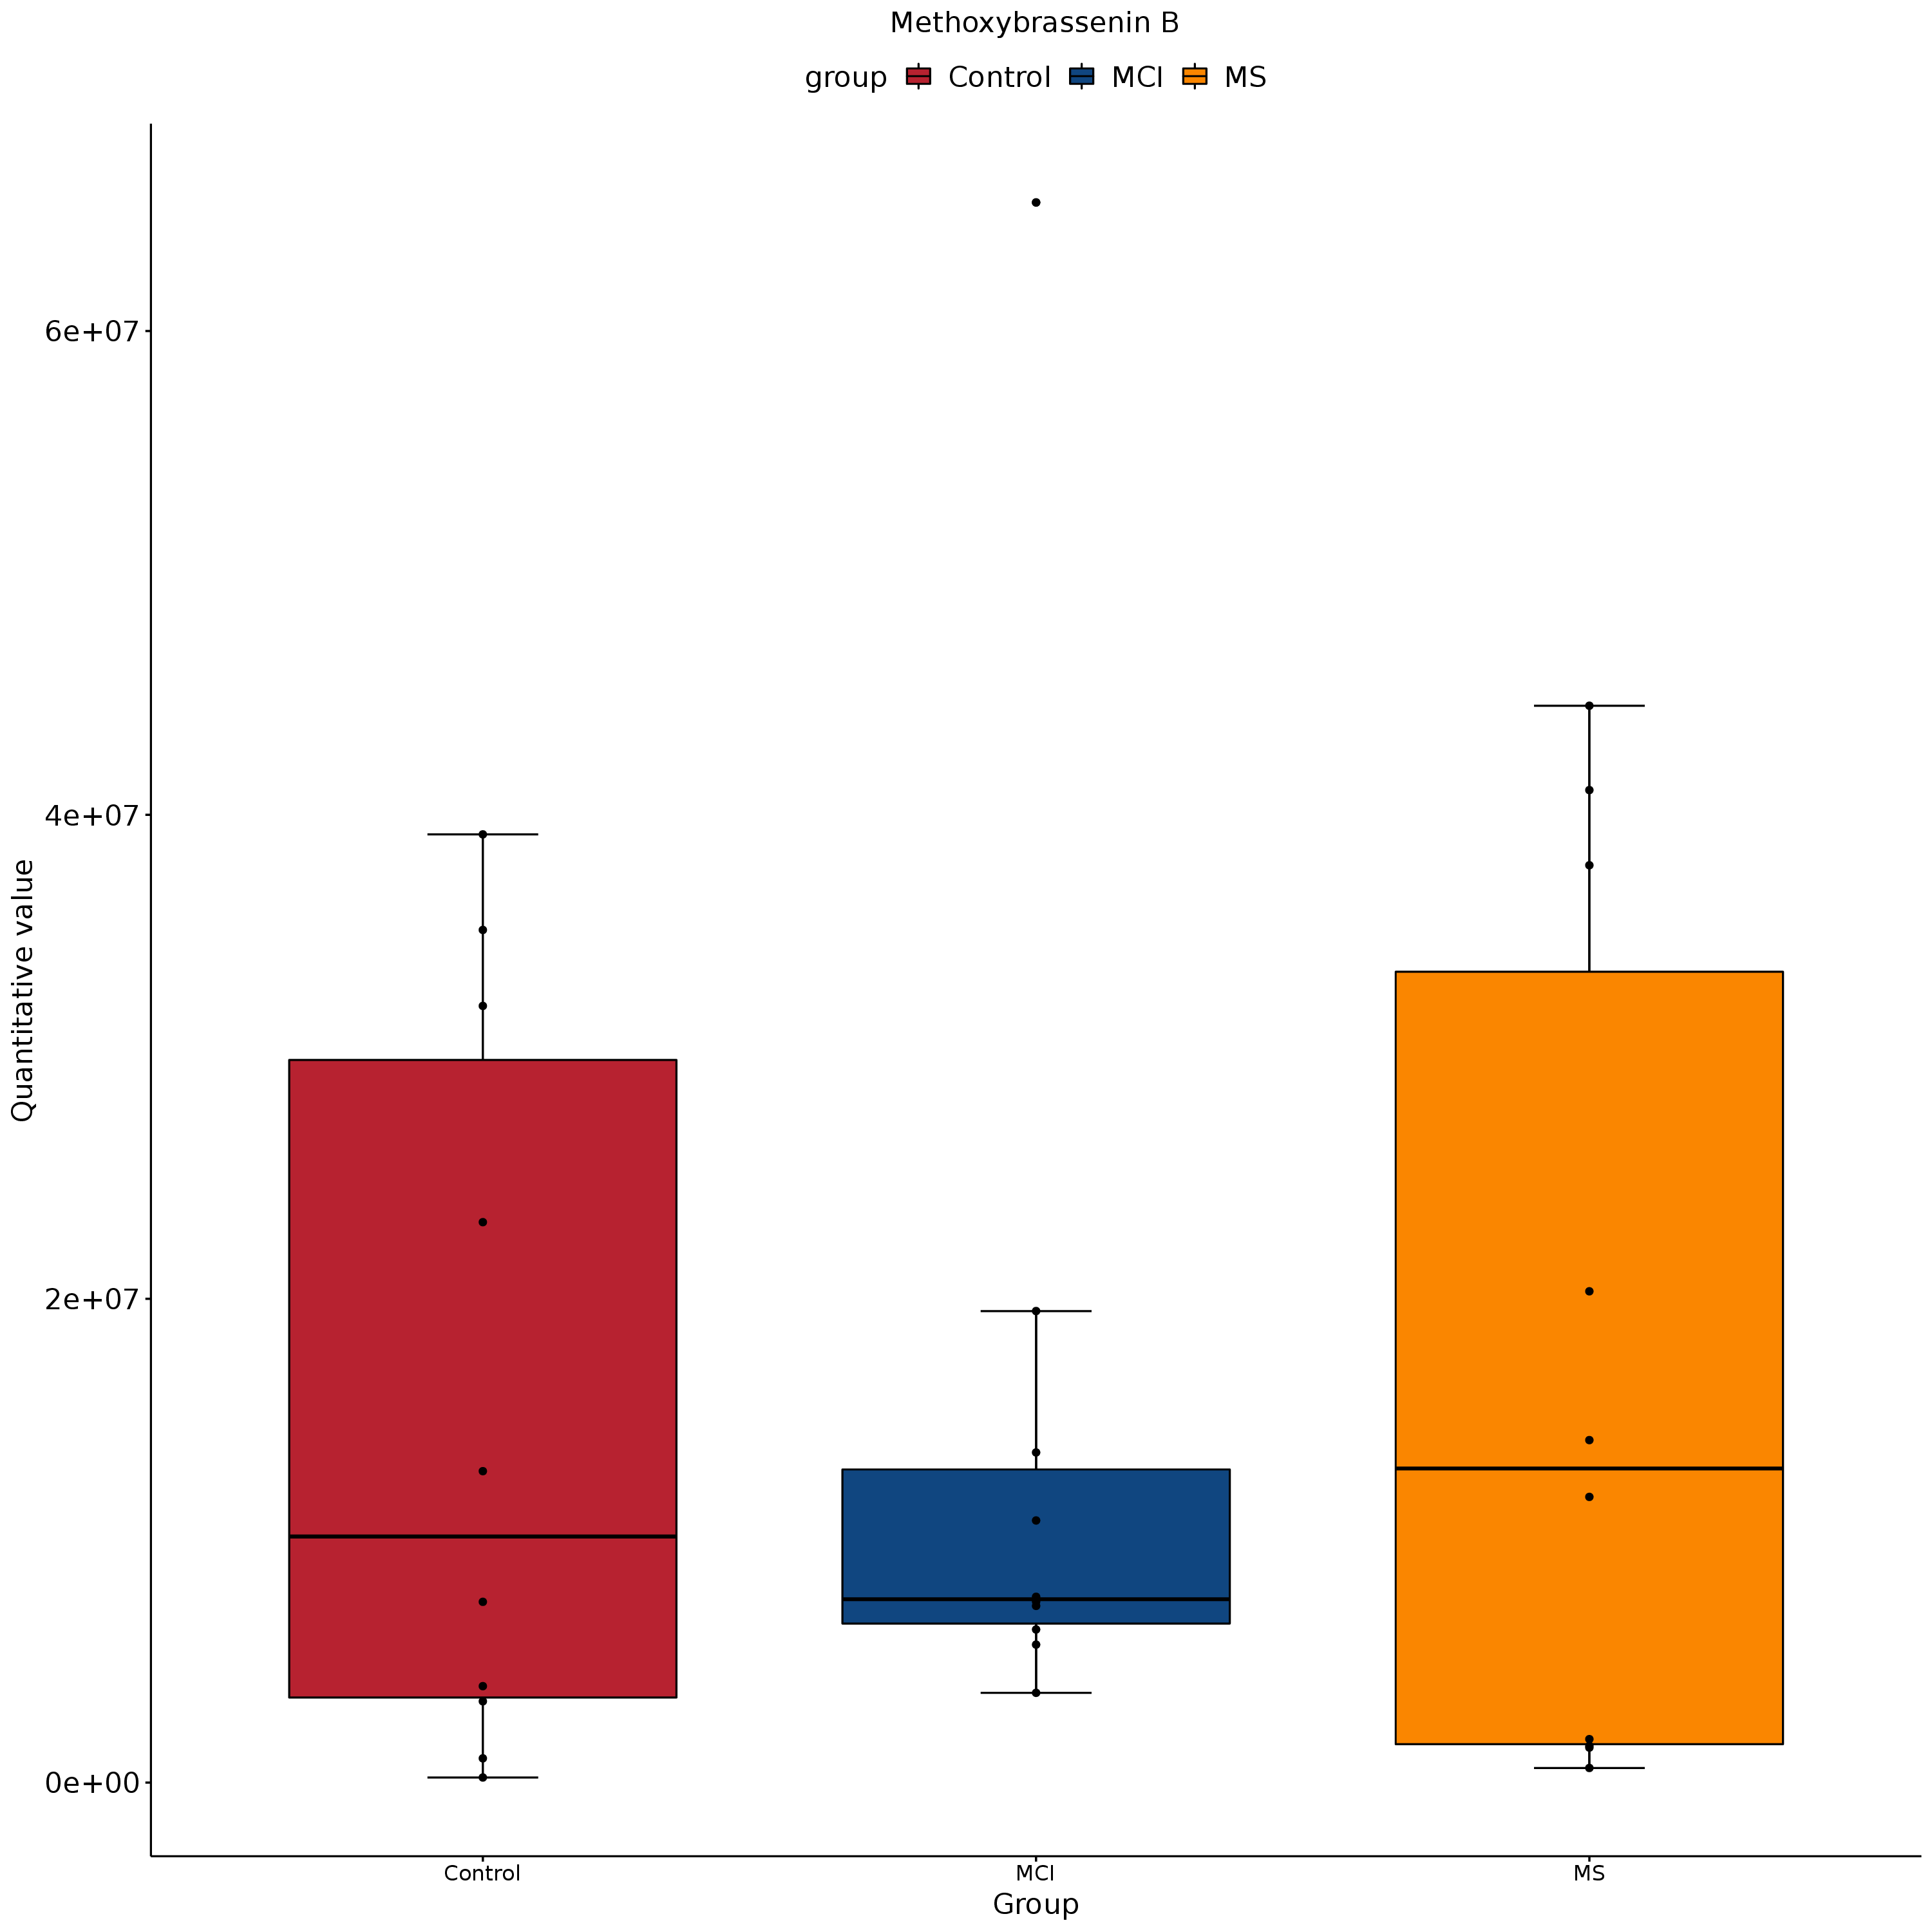 Methoxybrassenin B
group Control MCI MS
Quantitative value
6e+07
4e+07
2e+07
0e+00
Control MCI MS
Group